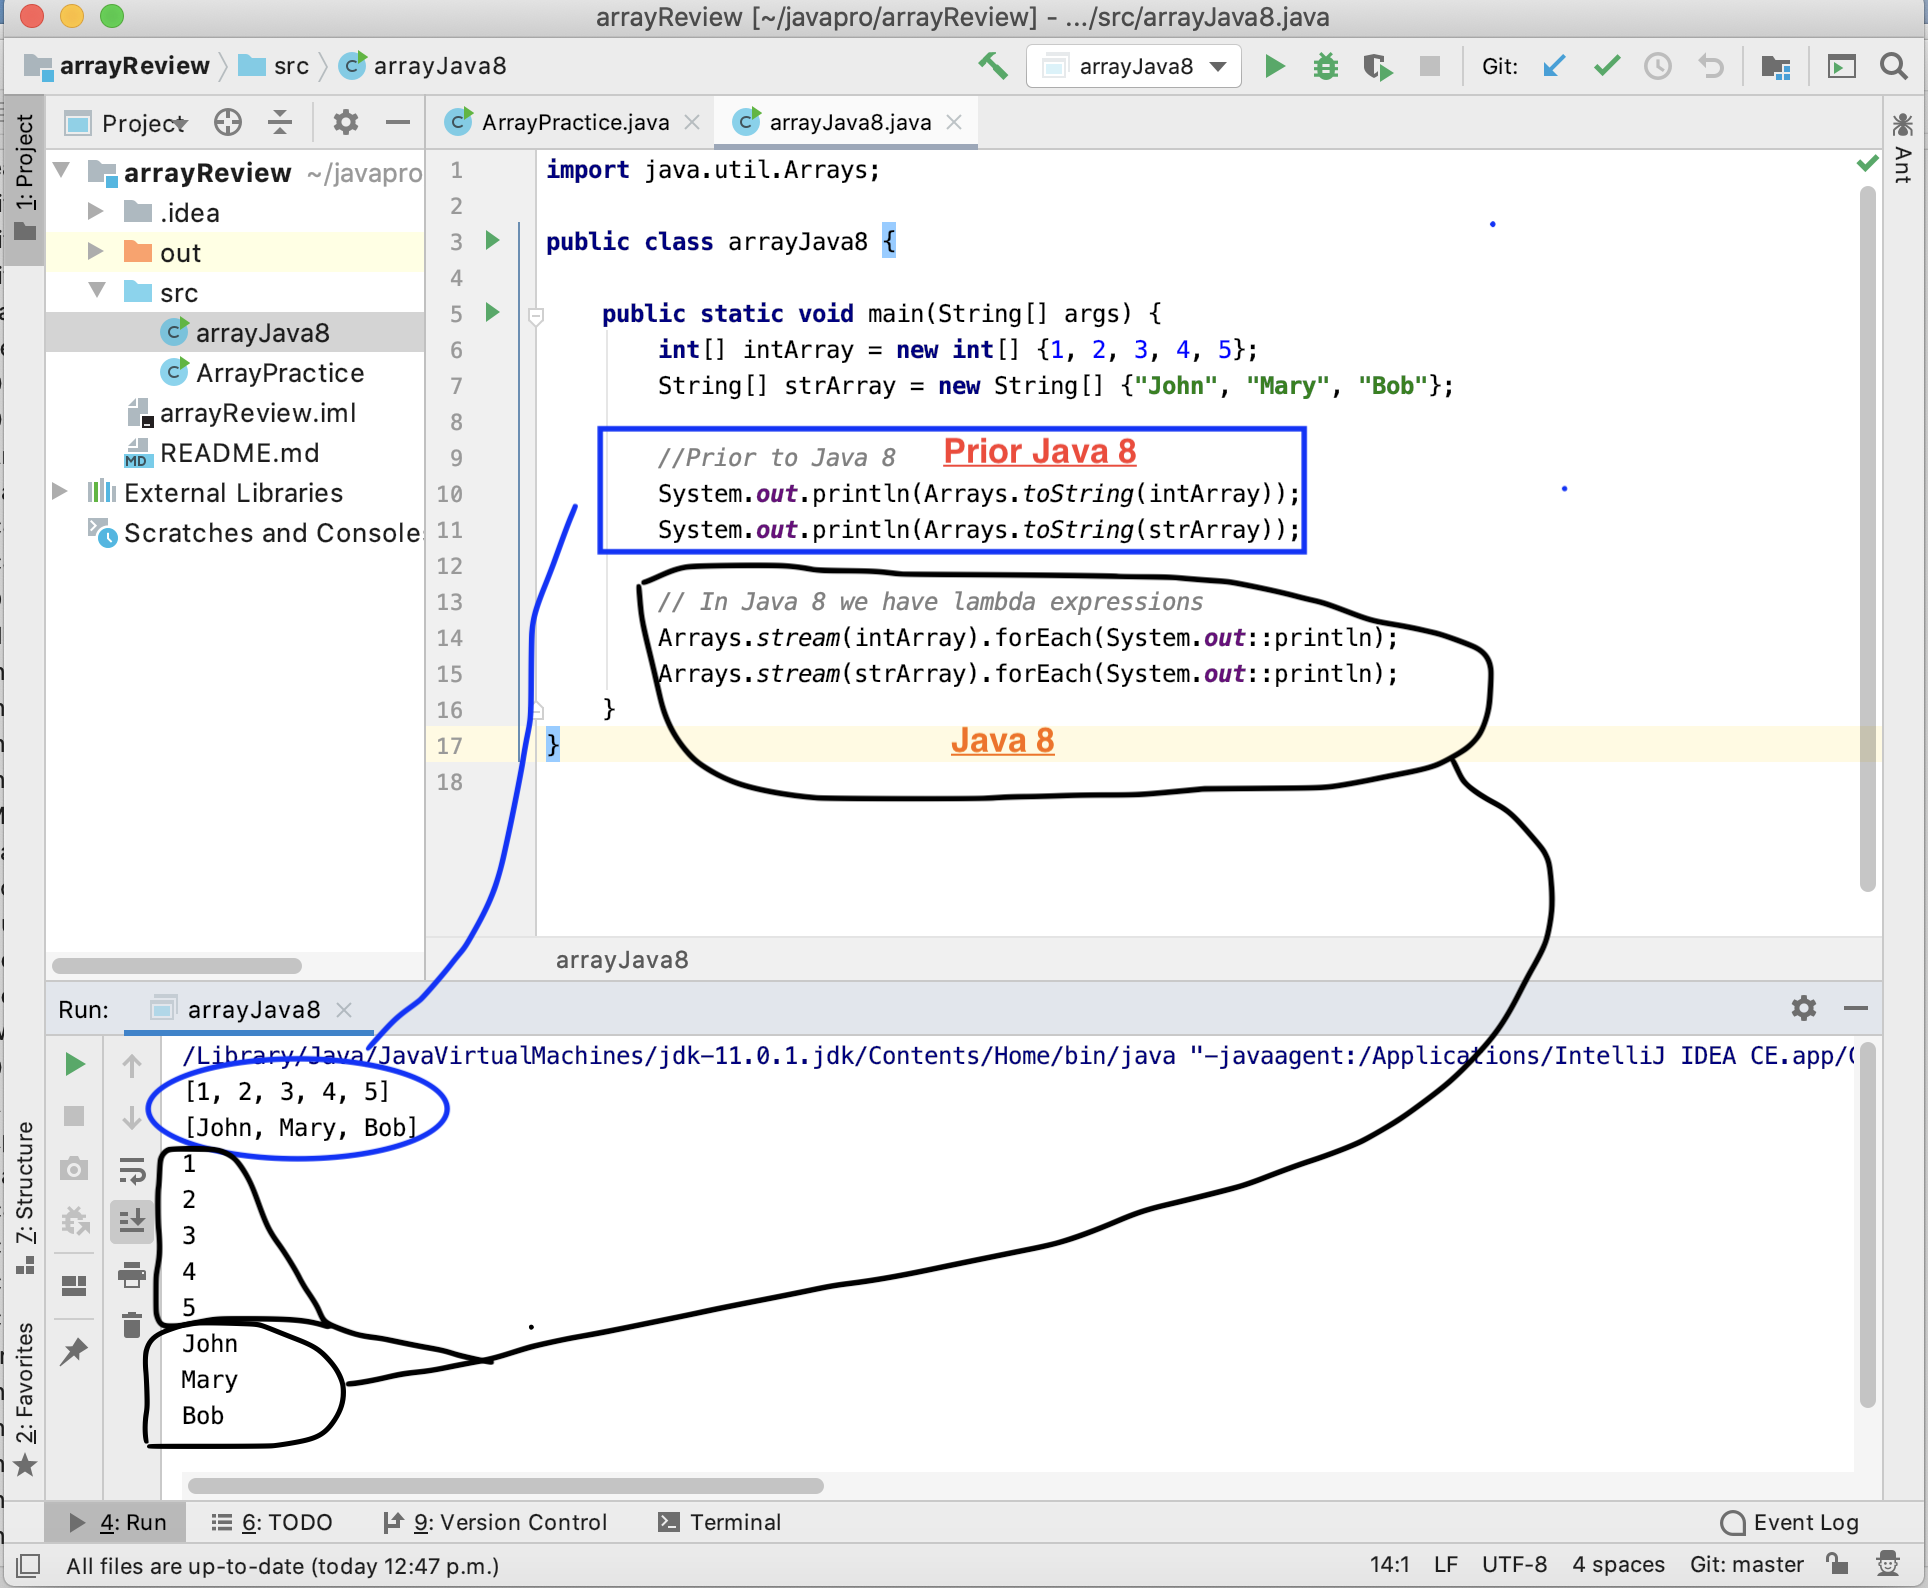 arrayReview [~/javapro/arrayReview] - .../src/arrayJava8.java
arrayReview src arrayJava8
arrayJava8
Git:
1: Project
Project
ArrayPractice.java
arrayJava8.java
Ant
arrayReview ~/javapro
.idea
out
src
arrayJava8
ArrayPractice
arrayReview.iml
MD README.md
External Libraries
Scratches and Console
1 import java.util.Arrays;
2
3 public class arrayJava8 {
4
5 public static void main(String[] args) {
6 int[] intArray = new int[] {1, 2, 3, 4, 5};
7 String[] strArray = new String[] {"John", "Mary", "Bob"};
8
9 //Prior to Java 8 Prior Java 8
10 System.out.println(Arrays.toString(intArray));
11 System.out.println(Arrays.toString(strArray));
12
13 // In Java 8 we have lambda expressions
14 Arrays.stream(intArray).forEach(System.out::println);
15 Arrays.stream(strArray).forEach(System.out::println);
16 }
17 } Java 8
18
arrayJava8
Run: arrayJava8
/Library/Java/JavaVirtualMachines/jdk-11.0.1.jdk/Contents/Home/bin/java "-javaagent:/Applications/IntelliJ IDEA CE.app/
[1, 2, 3, 4, 5]
[John, Mary, Bob]
1
2
3
4
5
John
Mary
Bob
7: Structure
2: Favorites
4: Run 6: TODO 9: Version Control Terminal Event Log
All files are up-to-date (today 12:47 p.m.) 14:1 LF UTF-8 4 spaces Git: master